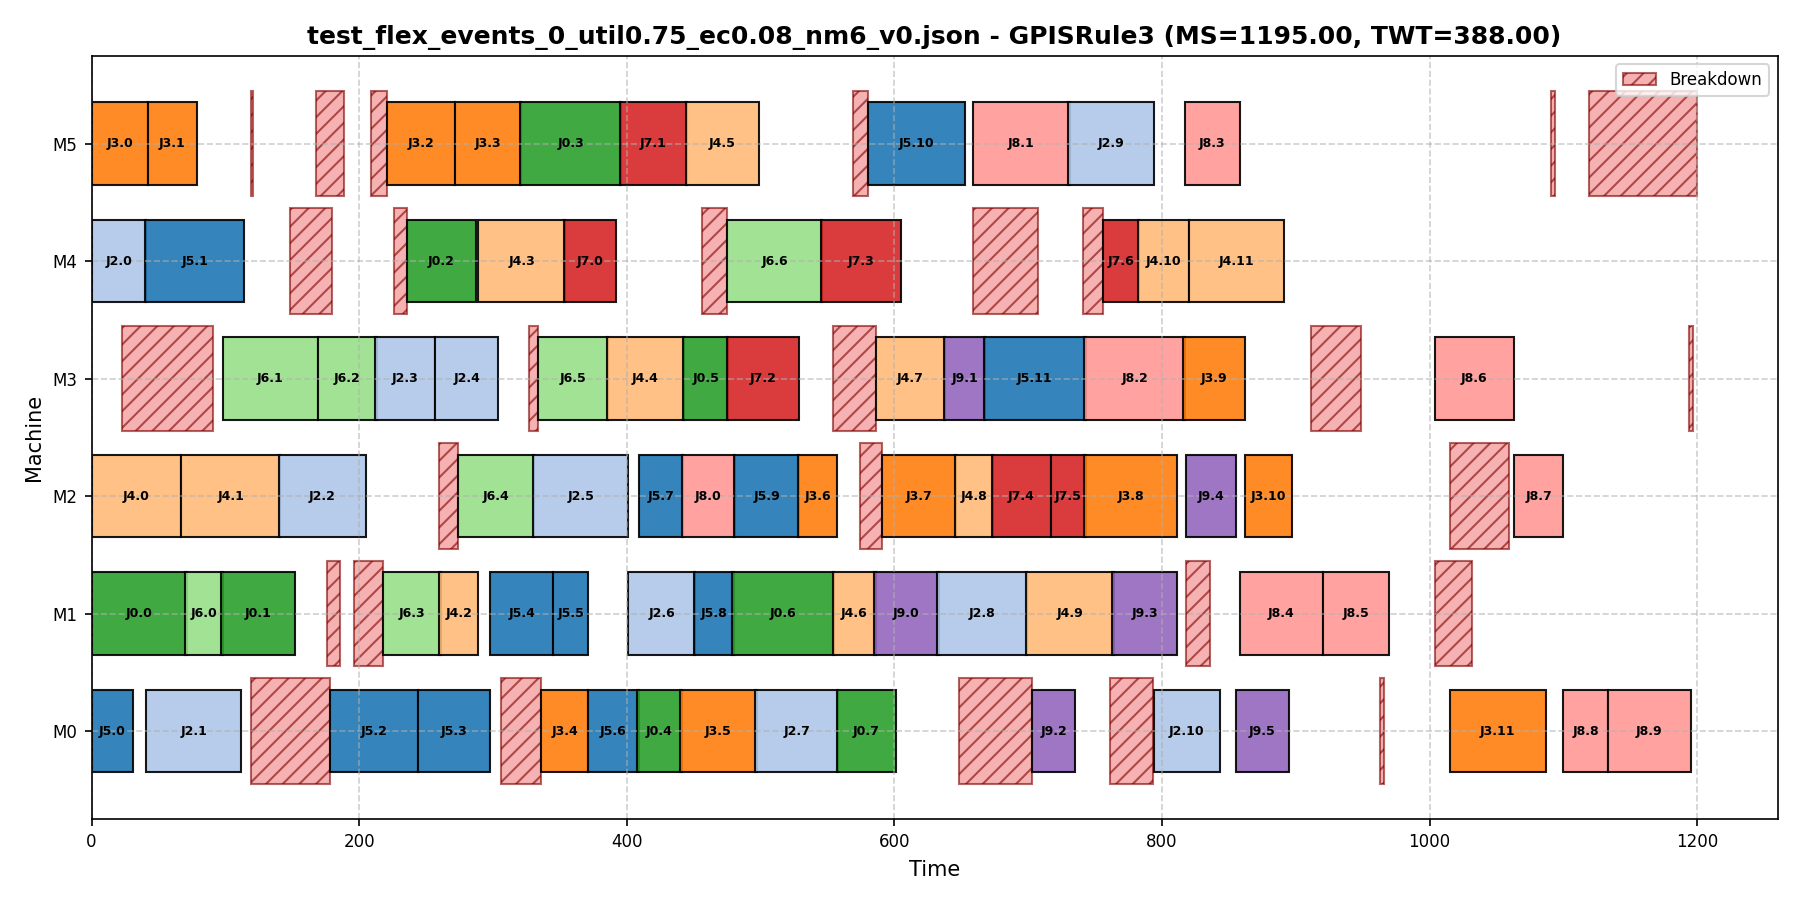 test_flex_events_0_util0.75_ec0.08_nm6_v0.json - GPISRule3 (MS=1195.00, TWT=388.00)
Breakdown
M5 J3.0 J3.1 J3.2 J3.3 J0.3 J7.1 J4.5 J5.10 J8.1 J2.9 J8.3
M4 J2.0 J5.1 J0.2 J4.3 J7.0 J6.6 J7.3 J7.6 J4.10 J4.11
M3 J6.1 J6.2 J2.3 J2.4 J6.5 J4.4 J0.5 J7.2 J4.7 J9.1 J5.11 J8.2 J3.9 J8.6
Machine
M2 J4.0 J4.1 J2.2 J6.4 J2.5 J5.7 J8.0 J5.9 J3.6 J3.7 J4.8 J7.4 J7.5 J3.8 J9.4 J3.10 J8.7
M1 J0.0 J6.0 J0.1 J6.3 J4.2 J5.4 J5.5 J2.6 J5.8 J0.6 J4.6 J9.0 J2.8 J4.9 J9.3 J8.4 J8.5
M0 J5.0 J2.1 J5.2 J5.3 J3.4 J5.6 J0.4 J3.5 J2.7 J0.7 J9.2 J2.10 J9.5 J3.11 J8.8 J8.9
0 200 400 600 800 1000 1200
Time